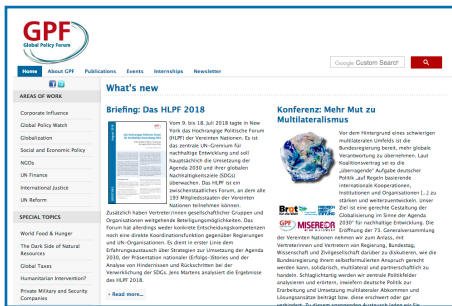 GPF
Global Policy Forum
Google Custom Search
Home About GPF Publications Events Internships Newsletter
AREAS OF WORK
Corporate Influence
Global Policy Watch
Globalization
Social and Economic Policy
NGOs
UN Finance
International Justice
UN Reform
SPECIAL TOPICS
World Food & Hunger
The Dark Side of Natural
Resources
Global Taxes
Humanitarian Intervention?
Private Military and Security
Companies
What's new
Briefing: Das HLPF 2018
Vom 9. bis 18. Juli 2018 tagte in New
York das Hochrangige Politische Forum
(HLPF) der Vereinten Nationen. Es ist
das zentrale UN-Gremium für
nachhaltige Entwicklung und soll
hauptsächlich die Umsetzung der
Agenda 2030 und ihrer globalen
Nachhaltigkeitsziele (SDGs)
überwachen. Das HLPF ist ein
zwischenstaatliches Forum, an dem alle
193 Mitgliedsstaaten der Vereinten
Nationen teilnehmen können.
Zusätzlich haben Vertreter/innen gesellschaftlicher Gruppen und
Organisationen weitgehende Beteiligungsmöglichkeiten. Das
Forum hat allerdings weder konkrete Entscheidungskompetenzen
noch eine direkte Koordinationsfunktion gegenüber Regierungen
und UN-Organisationen. Es dient in erster Linie dem
Erfahrungsaustausch über Strategien zur Umsetzung der Agenda
2030, der Präsentation nationaler (Erfolgs-)Stories und der
Analyse von Hindernissen und Rückschritten bei der
Verwirklichung der SDGs. Jens Martens analysiert die Ergebnisse
des HLPF 2018.
» Read more...
Konferenz: Mehr Mut zu
Multilateralismus
Vor dem Hintergrund eines schwierigen
multilateralen Umfelds ist die
Bundesregierung bereit, mehr globale
Verantwortung zu übernehmen. Laut
Koalitionsvertrag sei es die
„überragende" Aufgabe deutscher
Politik „auf Regeln basierende
internationale Kooperationen,
Institutionen und Organisationen [...] zu
stärken und weiterzuentwickeln. Unser
Ziel ist eine gerechte Gestaltung der
Globalisierung im Sinne der Agenda
2030" für nachhaltige Entwicklung. Die
Eröffnung der 73. Generalversammlung
Brot
GPF MISEREOR
der Vereinten Nationen nehmen wir zum Anlass, mit
Vertreterinnen und Vertretern von Regierung, Bundestag,
Wissenschaft und Zivilgesellschaft darüber zu diskutieren, wie die
Bundesregierung ihrem selbstformulierten Anspruch gerecht
werden kann, solidarisch, multilateral und partnerschaftlich zu
handeln. Schlaglichtartig wurden wir zentrale Politikfelder
analysieren und erörtern, inwiefern deutsche Politik zur
Erarbeitung und Umsetzung multilateraler Abkommen und
Lösungsansätze beiträgt bzw. diese erschwert oder gar